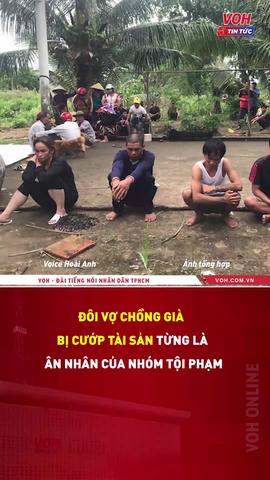 VOH
TIN TỨC
Voice Hoài Anh
Ảnh tổng hợp
VOH - ĐÀI TIẾNG NÓI NHÂN DÂN TPHCM
VOH.COM.VN
ĐÔI VỢ CHỒNG GIÀ
BỊ CƯỚP TÀI SẢN TỪNG LÀ
ÂN NHÂN CỦA NHÓM TỘI PHẠM
VOH ONLINE
VOH